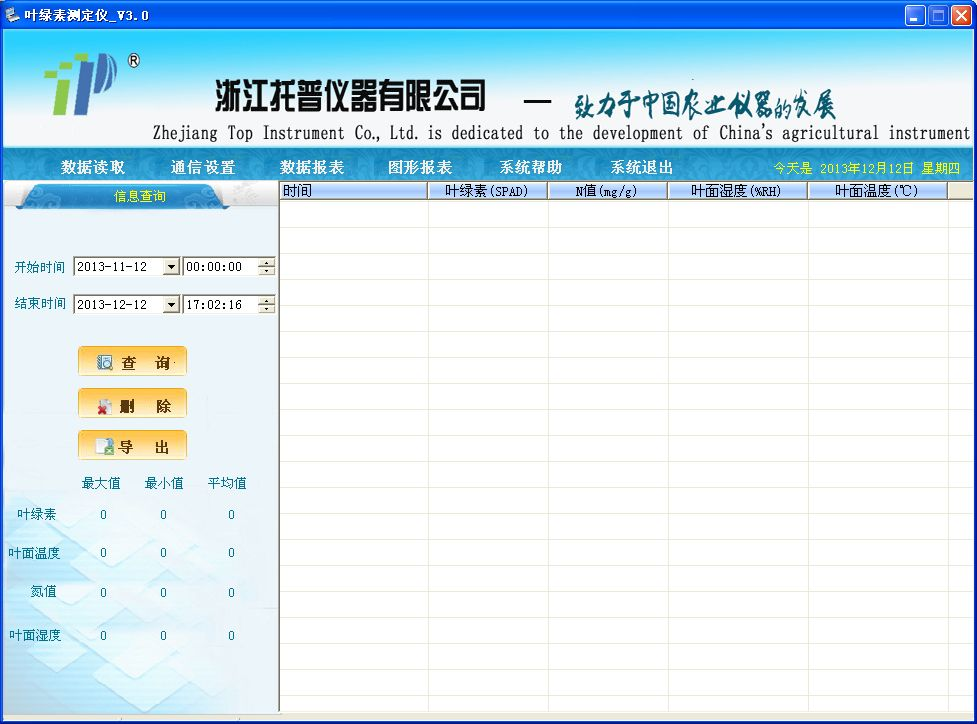 叶绿素测定仪_V3.0
®
浙江托普仪器有限公司 — 致力于中国农业仪器的发展
Zhejiang Top Instrument Co., Ltd. is dedicated to the development of China's agricultural instrument
数据读取 通信设置 数据报表 图形报表 系统帮助 系统退出 今天是 2013年12月12日 星期四
信息查询
时间 叶绿素(SPAD) N值(mg/g) 叶面湿度(%RH) 叶面温度(℃)
开始时间 2013-11-12 00:00:00
结束时间 2013-12-12 17:02:16
查 询
删 除
导 出
最大值 最小值 平均值
叶绿素 0 0 0
叶面温度 0 0 0
氮值 0 0 0
叶面湿度 0 0 0